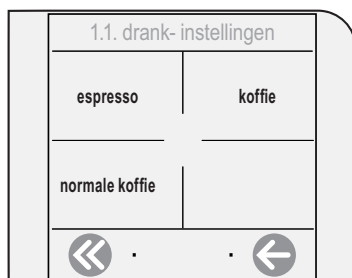 1.1. drank- instellingen
espresso koffie
normale koffie